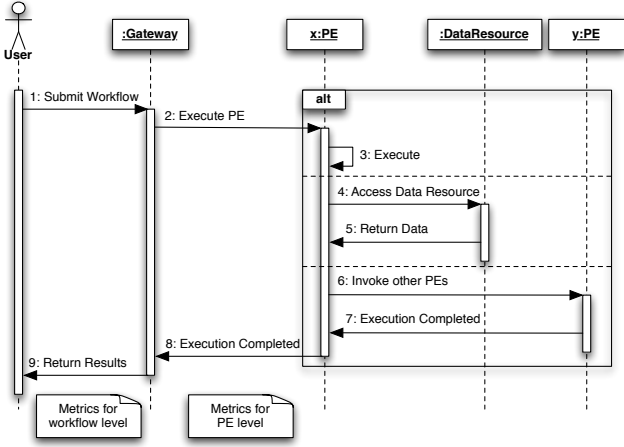 :Gateway
x:PE
:DataResource
y:PE
User
alt
1: Submit Workflow
2: Execute PE
3: Execute
4: Access Data Resource
5: Return Data
6: Invoke other PEs
7: Execution Completed
8: Execution Completed
9: Return Results
Metrics for
workflow level
Metrics for
PE level